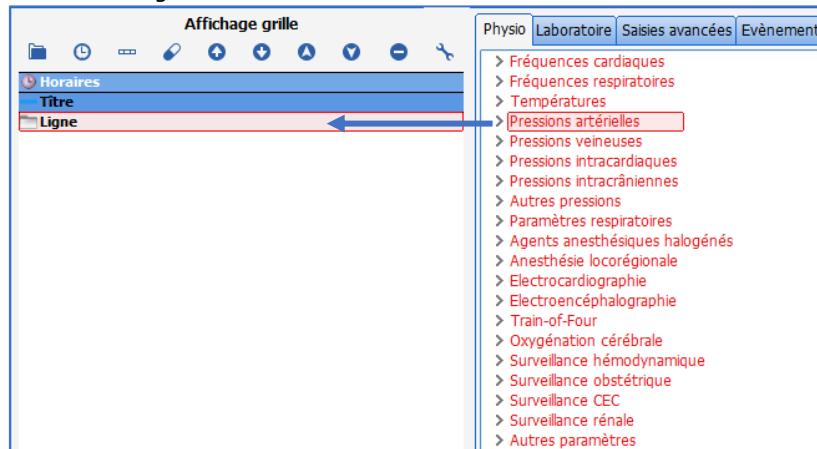 Affichage grille
Horaires
Titre
Ligne
Physio Laboratoire Saisies avancées Evènement
Fréquences cardiaques
Fréquences respiratoires
Températures
Pressions artérielles
Pressions veineuses
Pressions intracardiaques
Pressions intracrâniennes
Autres pressions
Paramètres respiratoires
Agents anesthésiques halogénés
Anesthésie locorégionale
Electrocardiographie
Electroencéphalographie
Train-of-Four
Oxygénation cérébrale
Surveillance hémodynamique
Surveillance obstétrique
Surveillance CEC
Surveillance rénale
Autres paramètres